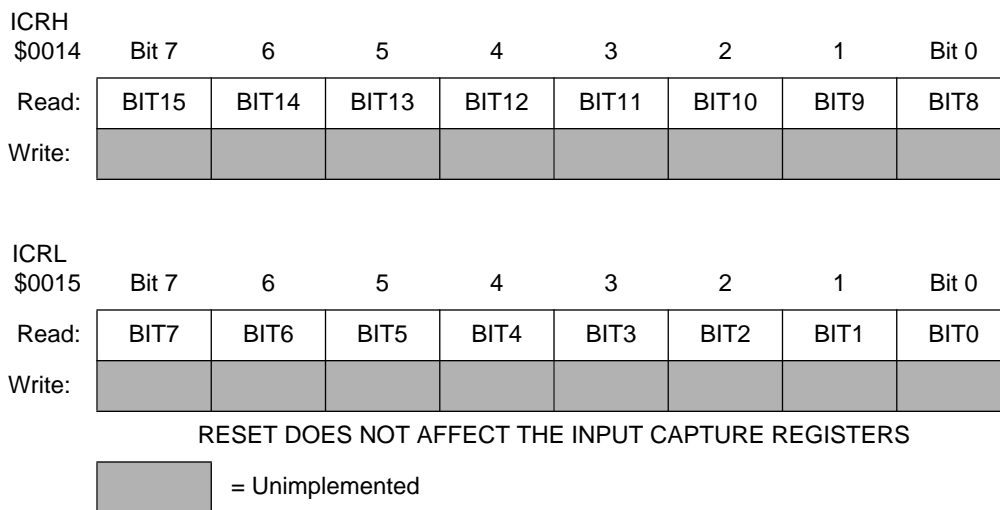 ICRH
$0014 Bit 7 6 5 4 3 2 1 Bit 0
Read: BIT15 BIT14 BIT13 BIT12 BIT11 BIT10 BIT9 BIT8
Write:
ICRL
$0015 Bit 7 6 5 4 3 2 1 Bit 0
Read: BIT7 BIT6 BIT5 BIT4 BIT3 BIT2 BIT1 BIT0
Write:
RESET DOES NOT AFFECT THE INPUT CAPTURE REGISTERS
= Unimplemented